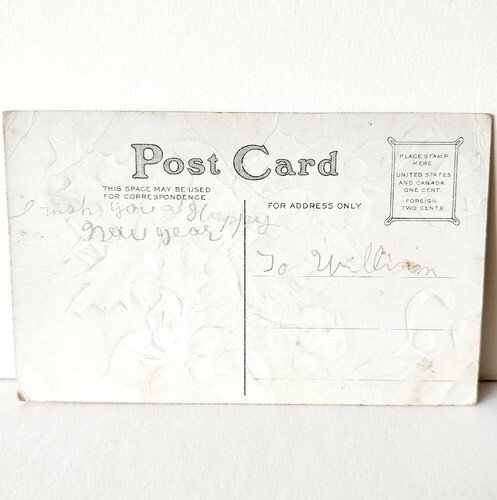 Post Card
THIS SPACE MAY BE USED
FOR CORRESPONDENCE
FOR ADDRESS ONLY
PLACE STAMP
HERE
UNITED STATES
AND CANADA
ONE CENT.
FOREIGN
TWO CENTS
I wish You a Happy
New Year
To William